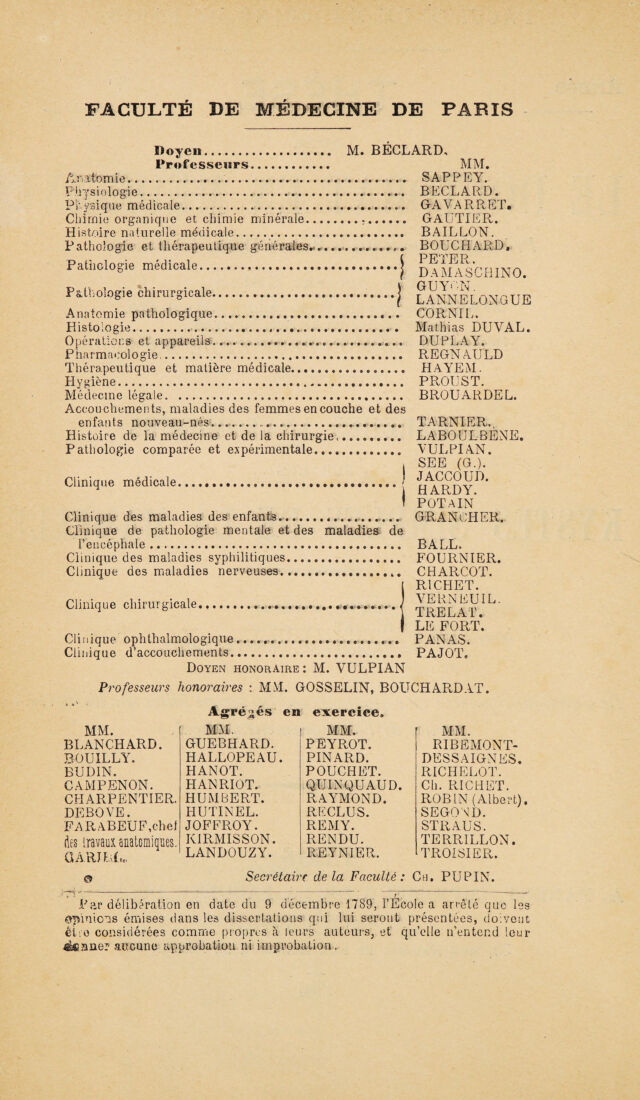 FACULTÉ DE MÉDECINE DE PARIS
Doyen.................. M. BÉCLARD.
Professeurs............ MM.
Anatomie........................................ SAPPEY.
Physiologie...................................... BECLARD.
Physique médicale................................ GAVARRET.
Chimie organique et chimie minérale.............. GAUTIER.
Histoire naturelle médicale...................... BAILLON.
Pathologie et thérapeutique générales............ BOUCHARD.
Pathologie médicale.............................. { PETER.
DAMASCHINO.
Pathologie chirurgicale.......................... { GUYON.
LANNELONGUE
Anatomie pathologique............................ CORNIL.
Histologie....................................... Mathias DUVAL.
Opérations et appareils.......................... DUPLAY.
Pharmacologie.................................... REGNAULD
Thérapeutique et matière médicale................ HAYEM.
Hygiène.......................................... PROUST.
Médecine légale.................................. BROUARDEL.
Accouchements, maladies des femmes en couche et des
enfants nouveau-nés.............................. TARNIER.
Histoire de la médecine et de la chirurgie.......... LABOULBÈNE.
Pathologie comparée et expérimentale............. VULPIAN.
SEE (G.).
Clinique médicale................................ { JACCOUD.
HARDY.
POTAIN
Clinique des maladies des enfants................ GRANCHER.
Clinique de pathologie mentale et des maladies de
l'encéphale...................................... BALL.
Clinique des maladies syphilitiques.............. FOURNIER.
Clinique des maladies nerveuses.................. CHARCOT.
RICHET.
Clinique chirurgicale............................ { VERNEUIL.
TRELAT.
LE FORT.
Clinique ophthalmologique........................ PANAS.
Clinique d'accouchements......................... PAJOT.
DOYEN HONORAIRE : M. VULPIAN
Professeurs honoraires : MM. GOSSELIN, BOUCHARDAT.
Agrégés en exercice.
MM. MM. MM. MM.
BLANCHARD. GUEBHARD. PEYROT. RIBEMONT-
BOUILLY. HALLOPEAU. PINARD. DESSAIGNES.
BUDIN. HANOT. POUCHET. RICHELOT.
CAMPENON. HANRIOT. QUINQUAUD. Ch. RICHET.
CHARPENTIER. HUMBERT. RAYMOND. ROBIN (Albert).
DEBOVE. HUTINEL. RECLUS. SEGOND.
FARABEUF, chef JOFFROY. REMY. STRAUS.
des travaux anatomiques. KIRMISSON. RENDU. TERRILLON.
LANDOUZY. REYNIER. TROISIER.
Secrétaire de la Faculté : CH. PUPIN.
Par délibération en date du 9 décembre 1789, l'École a arrêté que les
opinions émises dans les dissertations qui lui seront présentées, doivent
être considérées comme propres à leurs auteurs, et qu'elle n'entend leur
donner aucune approbation ni improbation.